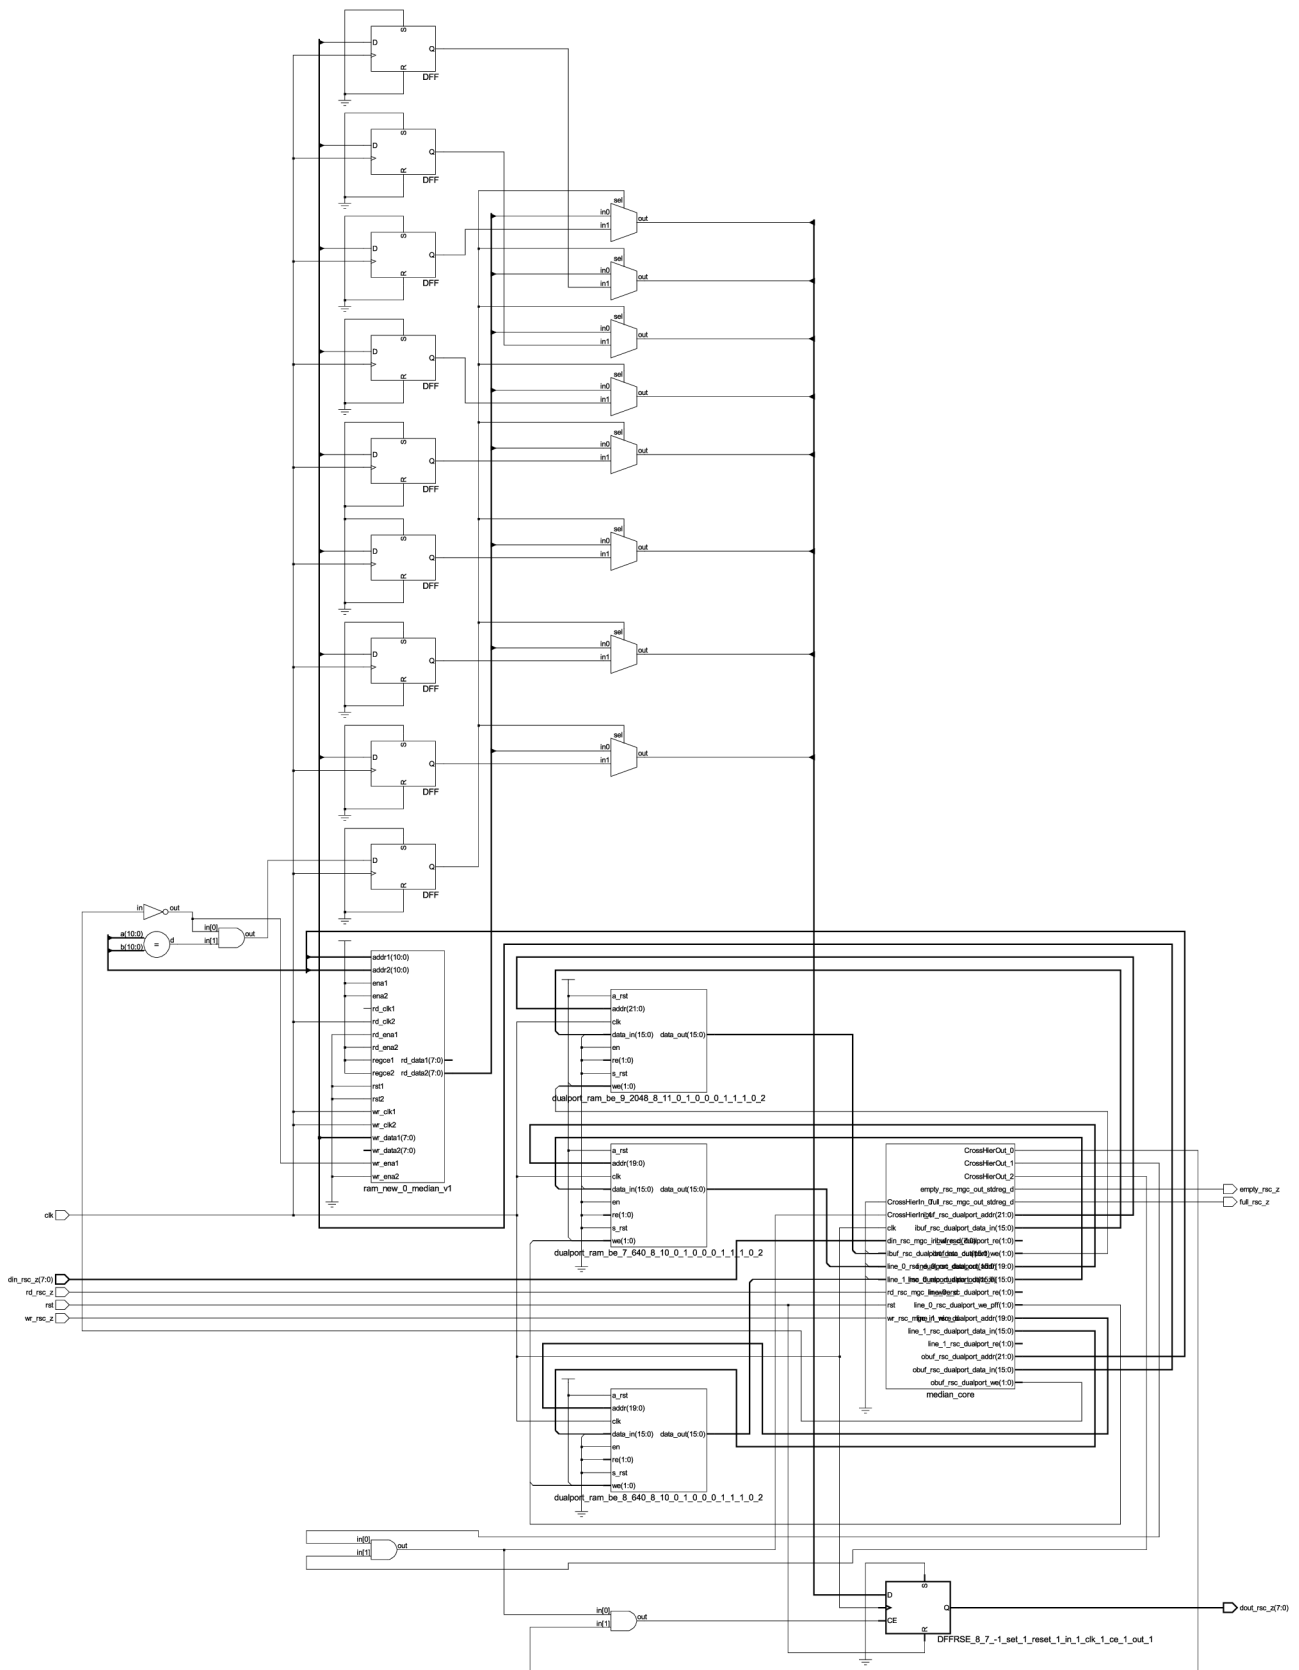 S
D
Q
R
DFF
S
D
Q
R
DFF
sel
in0
out
in1
S
D
Q
R
DFF
sel
in0
out
in1
sel
in0
out
in1
S
D
Q
R
DFF
sel
in0
out
in1
sel
in0
out
in1
S
D
Q
R
DFF
sel
in0
out
in1
S
D
Q
R
DFF
sel
in0
out
in1
S
D
Q
R
DFF
sel
in0
out
in1
S
D
Q
R
DFF
S
D
Q
R
DFF
in
out
in[0]
out
in[1]
a(10:0)
b(10:0)
=
d
addr1(10:0)
addr2(10:0)
ena1
ena2
rd_clk1
rd_clk2
rd_ena1
rd_ena2
regce1 rd_data1(7:0)
regce2 rd_data2(7:0)
rst1
rst2
wr_clk1
wr_clk2
wr_data1(7:0)
wr_data2(7:0)
wr_ena1
wr_ena2
ram_new_0_median_v1
a_rst
addr(21:0)
clk
data_in(15:0) data_out(15:0)
en
re(1:0)
s_rst
we(1:0)
dualport_ram_be_9_2048_8_11_0_1_0_0_0_1_1_1_0_2
a_rst
addr(19:0)
clk
data_in(15:0) data_out(15:0)
en
re(1:0)
s_rst
we(1:0)
dualport_ram_be_7_640_8_10_0_1_0_0_0_1_1_1_0_2
a_rst
addr(19:0)
clk
data_in(15:0) data_out(15:0)
en
re(1:0)
s_rst
we(1:0)
dualport_ram_be_8_640_8_10_0_1_0_0_0_1_1_1_0_2
CrossHierOut_0
CrossHierOut_1
CrossHierOut_2
empty_rsc_mgc_out_stdreg_d
clk
ibuf_rsc_dualport_data_in(15:0)
rst
line_0_rsc_dualport_we_pff(1:0)
line_1_rsc_dualport_data_in(15:0)
line_1_rsc_dualport_re(1:0)
obuf_rsc_dualport_addr(21:0)
obuf_rsc_dualport_data_in(15:0)
obuf_rsc_dualport_we(1:0)
median_core
empty_rsc_z
full_rsc_z
clk
din_rsc_z(7:0)
rd_rsc_z
rst
wr_rsc_z
in[0]
out
in[1]
in[0]
out
in[1]
S
D
Q
CE
R
DFFRSE_8_7_-1_set_1_reset_1_in_1_clk_1_ce_1_out_1
dout_rsc_z(7:0)